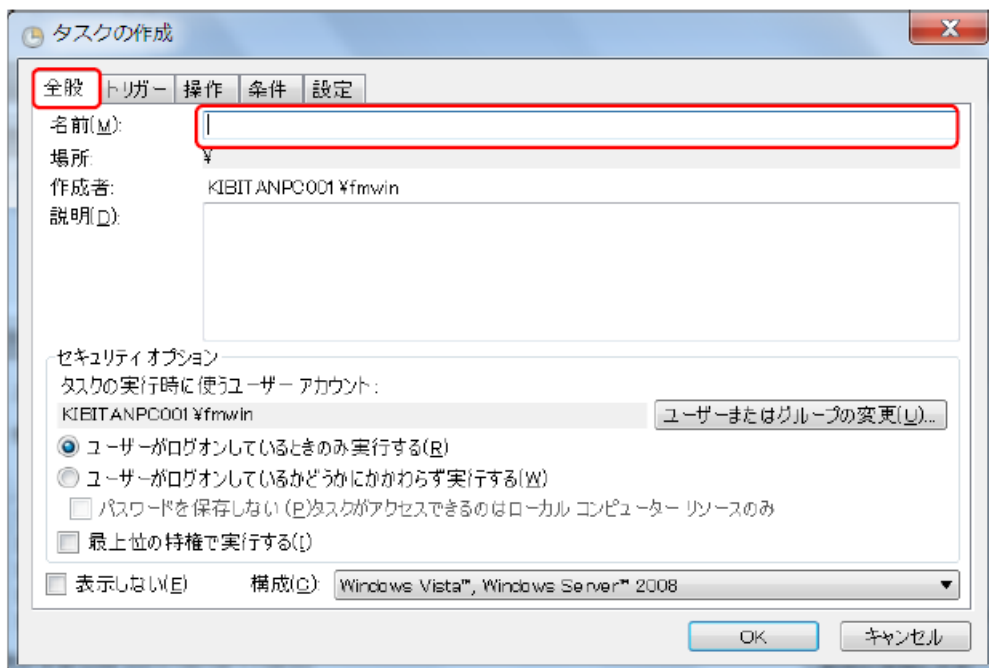 タスクの作成
全般 トリガー 操作 条件 設定
名前(M):
場所: ¥
作成者: KIBITANPC001¥fmwin
説明(D):
セキュリティ オプション
タスクの実行時に使うユーザー アカウント:
KIBITANPC001¥fmwin ユーザーまたはグループの変更(U)...
ユーザーがログオンしているときのみ実行する(R)
ユーザーがログオンしているかどうかにかかわらず実行する(W)
パスワードを保存しない (P)タスクがアクセスできるのはローカル コンピューター リソースのみ
最上位の特権で実行する(I)
表示しない(E) 構成(C): Windows Vista™, Windows Server™ 2008
OK キャンセル